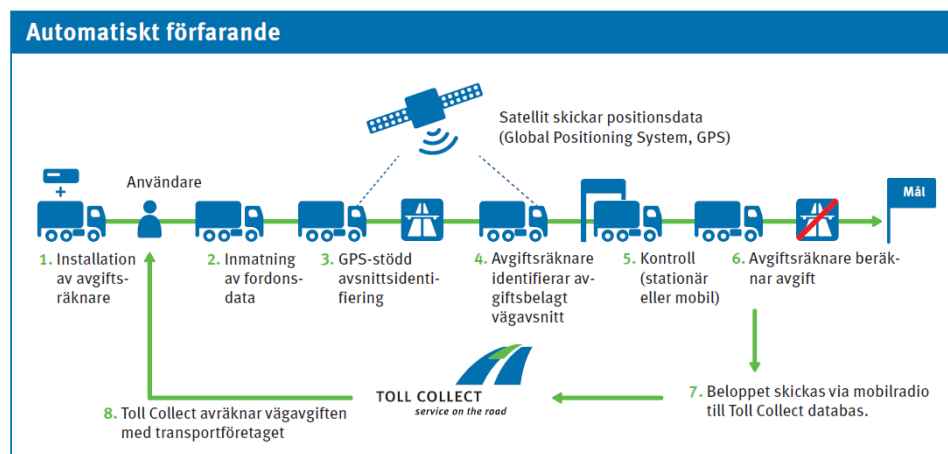 Automatiskt förfarande
Satellit skickar positionsdata
(Global Positioning System, GPS)
Användare
Mål
1. Installation
av avgifts-
räknare
2. Inmatning
av fordons-
data
3. GPS-stödd
avsnittsidenti-
fiering
4. Avgiftsräknare
identifierar av-
giftsbelagt
vägavsnitt
5. Kontroll
(stationär
eller mobil)
6. Avgiftsräknare beräk-
nar avgift
7. Beloppet skickas via mobilradio
till Toll Collect databas.
TOLL COLLECT
service on the road
8. Toll Collect avräknar vägavgiften
med transportföretaget